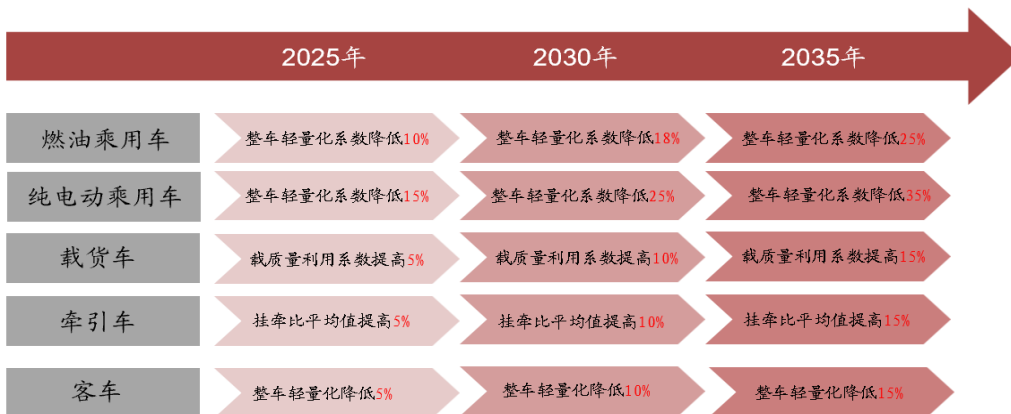 2025年 2030年 2035年
燃油乘用车 整车轻量化系数降低10% 整车轻量化系数降低18% 整车轻量化系数降低25%
纯电动乘用车 整车轻量化系数降低15% 整车轻量化系数降低25% 整车轻量化系数降低35%
载货车 载质量利用系数提高5% 载质量利用系数提高10% 载质量利用系数提高15%
牵引车 挂牵比平均值提高5% 挂牵比平均值提高10% 挂牵比平均值提高15%
客车 整车轻量化降低5% 整车轻量化降低10% 整车轻量化降低15%